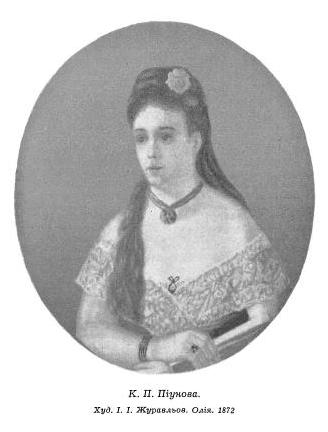 К. П. Піунова.
Худ. І. І. Журавльов. Олія. 1872